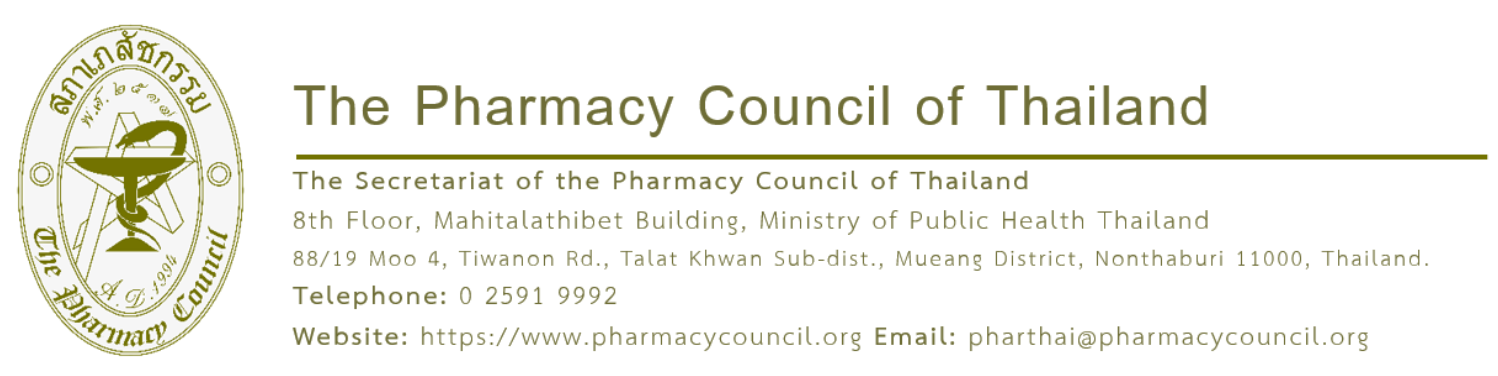 สภาเภสัชกรรม
พ.ศ. ๒๕๓๗
A.D. 1994
The Pharmacy Council
The Pharmacy Council of Thailand
The Secretariat of the Pharmacy Council of Thailand
8th Floor, Mahitalathibet Building, Ministry of Public Health Thailand
88/19 Moo 4, Tiwanon Rd., Talat Khwan Sub-dist., Mueang District, Nonthaburi 11000, Thailand.
Telephone: 0 2591 9992
Website: https://www.pharmacycouncil.org Email: pharthai@pharmacycouncil.org